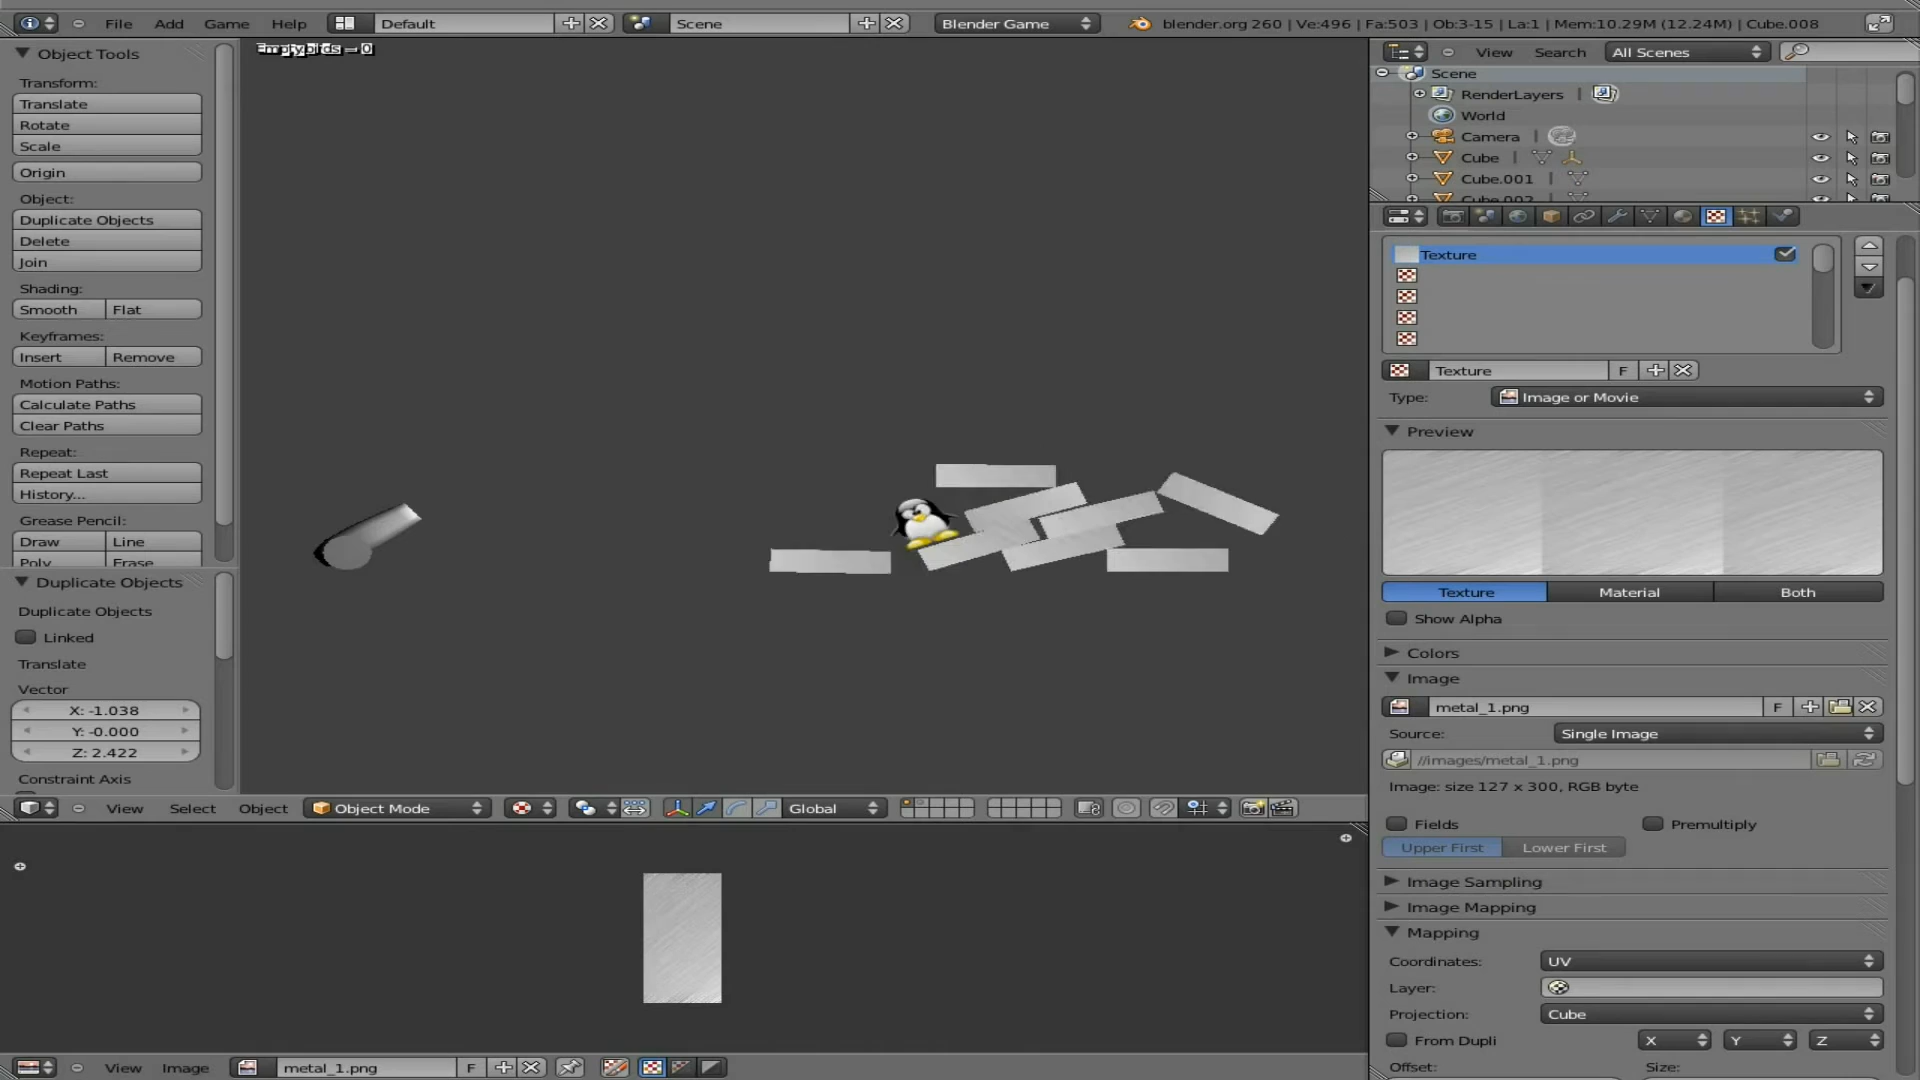 File Add Game Help Default Scene Blender Game blender.org 260 | Ve:496 | Fa:503 | Ob:3-15 | La:1 | Mem:10.29M (12.24M) | Cube.008
Object Tools
Transform:
Translate
Rotate
Scale
Origin
Object:
Duplicate Objects
Delete
Join
Shading:
Smooth Flat
Keyframes:
Insert Remove
Motion Paths:
Calculate Paths
Clear Paths
Repeat:
Repeat Last
History...
Grease Pencil:
Draw Line
Poly Erase
Duplicate Objects
Duplicate Objects
Linked
Translate
Vector
X: -1.038
Y: -0.000
Z: 2.422
Constraint Axis
View Select Object Object Mode Global
View Image metal_1.png F
View Search All Scenes
Scene
RenderLayers |
World
Camera |
Cube |
Cube.001 |
Cube.002
Texture
Texture F
Type: Image or Movie
Preview
Texture Material Both
Show Alpha
Colors
Image
metal_1.png F
Source: Single Image
//images/metal_1.png
Image: size 127 x 300, RGB byte
Fields Premultiply
Upper First Lower First
Image Sampling
Image Mapping
Mapping
Coordinates: UV
Layer:
Projection: Cube
From Dupli X Y Z
Offset: Size: